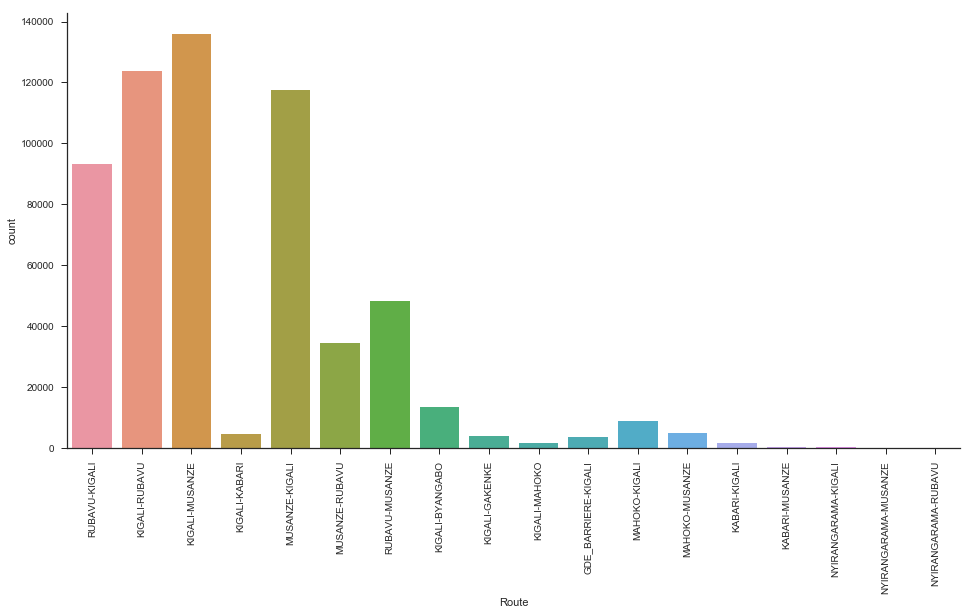 140000
120000
100000
80000
60000
40000
20000
0
count
RUBAVU-KIGALI
KIGALI-RUBAVU
KIGALI-MUSANZE
KIGALI-KABARI
MUSANZE-KIGALI
MUSANZE-RUBAVU
RUBAVU-MUSANZE
KIGALI-BYANGABO
KIGALI-GAKENKE
KIGALI-MAHOKO
GDE_BARRIERE-KIGALI
MAHOKO-KIGALI
MAHOKO-MUSANZE
KABARI-KIGALI
KABARI-MUSANZE
NYIRANGARAMA-KIGALI
NYIRANGARAMA-MUSANZE
NYIRANGARAMA-RUBAVU
Route